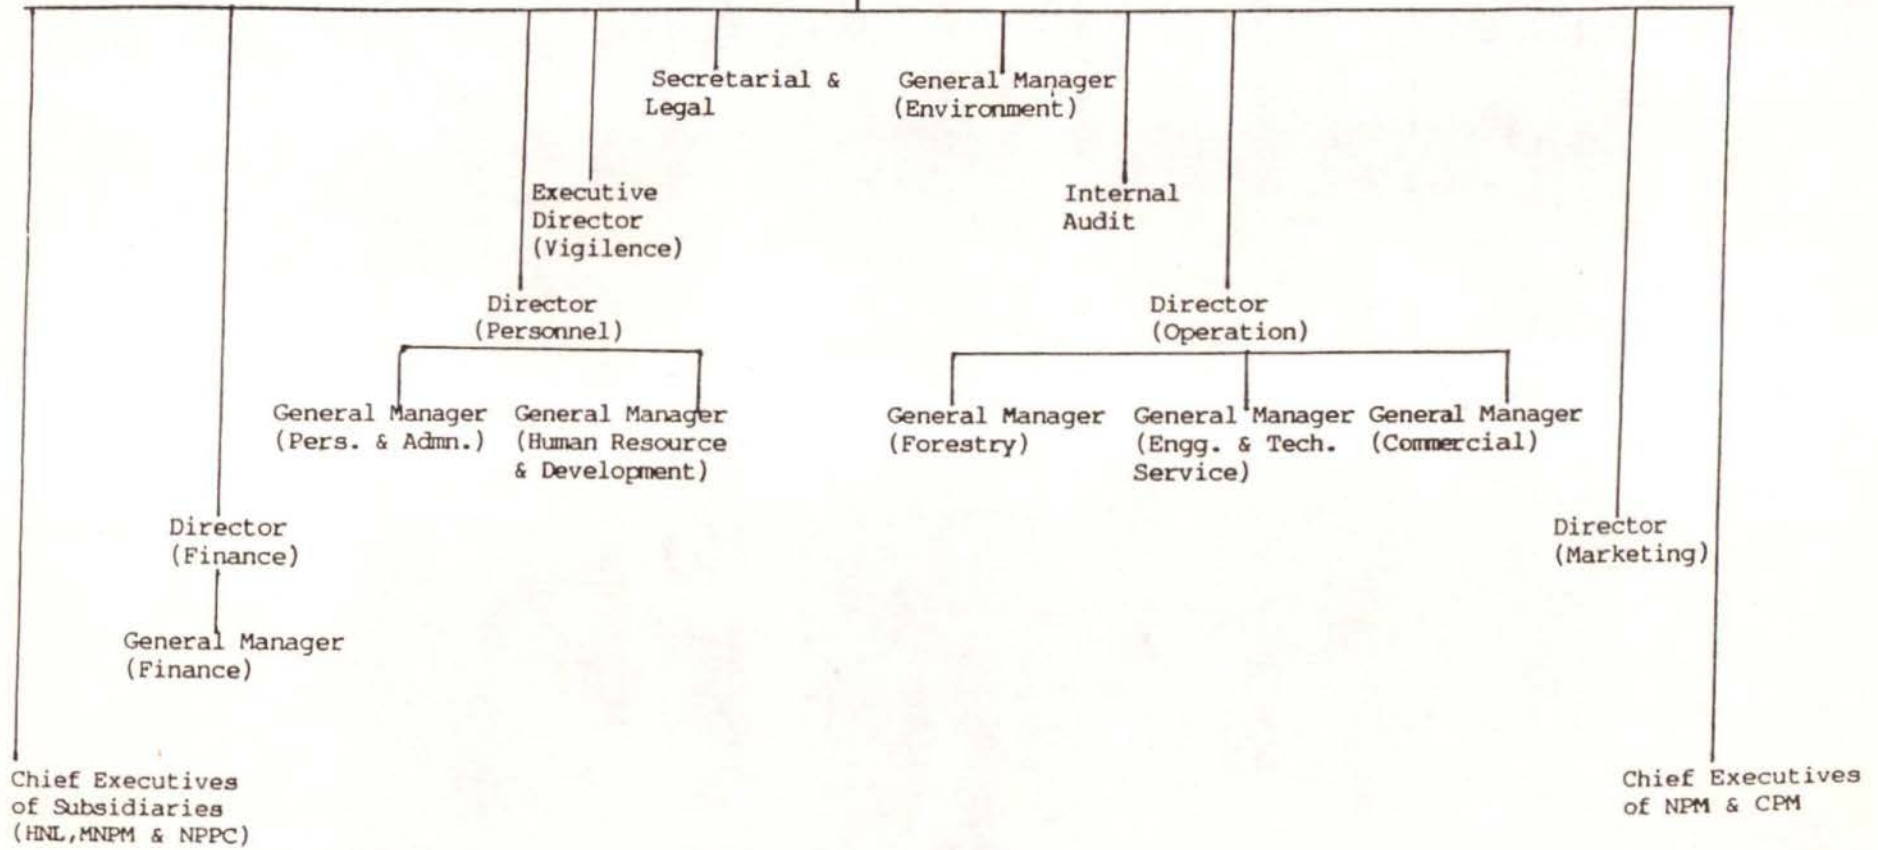 Secretarial &
Legal
General Manager
(Environment)
Executive
Director
(Vigilence)
Internal
Audit
Director
(Personnel)
Director
(Operation)
General Manager
(Pers. & Admn.)
General Manager
(Human Resource
& Development)
General Manager
(Forestry)
General Manager
(Engg. & Tech.
Service)
General Manager
(Commercial)
Director
(Finance)
Director
(Marketing)
General Manager
(Finance)
Chief Executives
of Subsidiaries
(HNL,MNPM & NPPC)
Chief Executives
of NPM & CPM